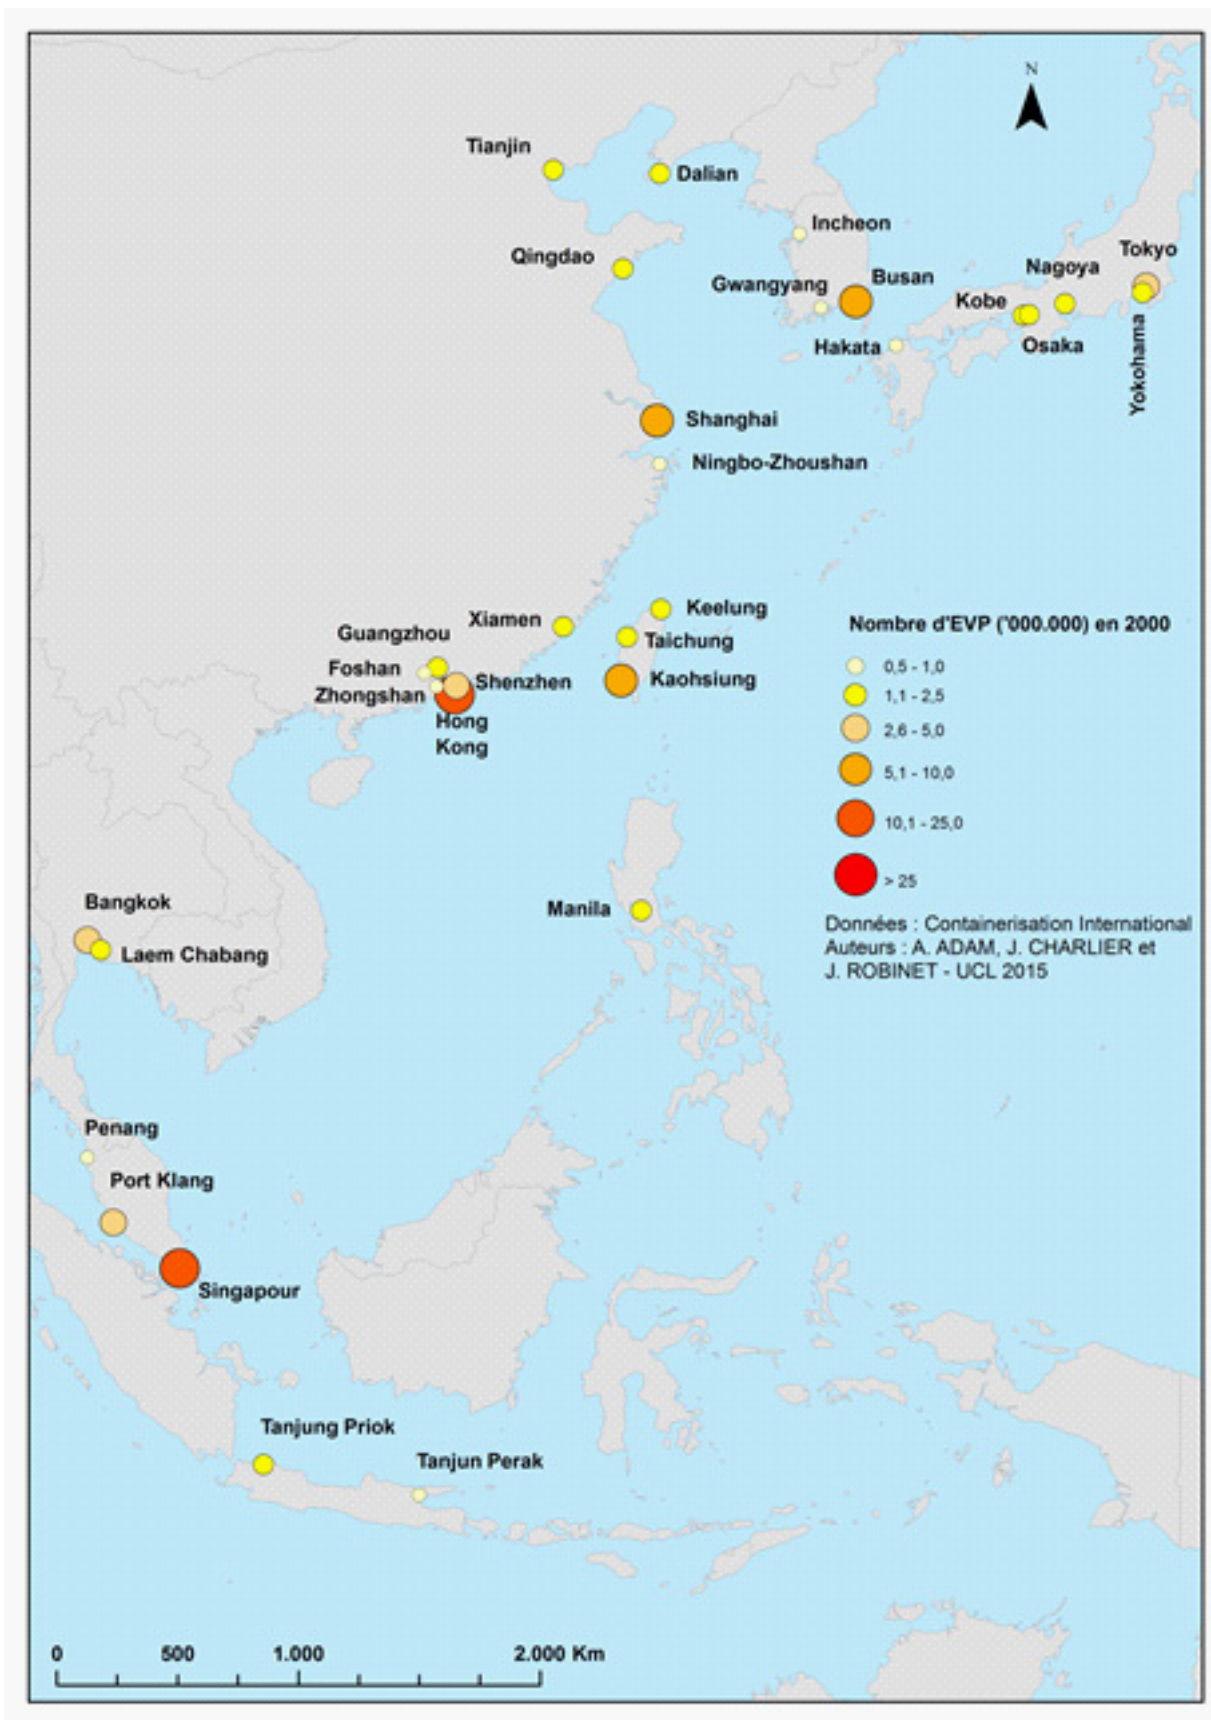 N
Tianjin
Dalian
Incheon
Tokyo
Qingdao
Nagoya
Busan
Gwangyang
Kobe
Hakata
Osaka
Yokohama
Shanghai
Ningbo-Zhoushan
Keelung
Xiamen
Guangzhou
Taichung
Foshan
Shenzhen
Kaohsiung
Zhongshan
Hong
Kong
Nombre d'EVP ('000.000) en 2000
0,5 - 1,0
1,1 - 2,5
2,6 - 5,0
5,1 - 10,0
10,1 - 25,0
> 25
Données : Containerisation International
Auteurs : A. ADAM, J. CHARLIER et
J. ROBINET - UCL 2015
Bangkok
Manila
Laem Chabang
Penang
Port Klang
Singapour
Tanjung Priok
Tanjun Perak
0 500 1.000 2.000 Km